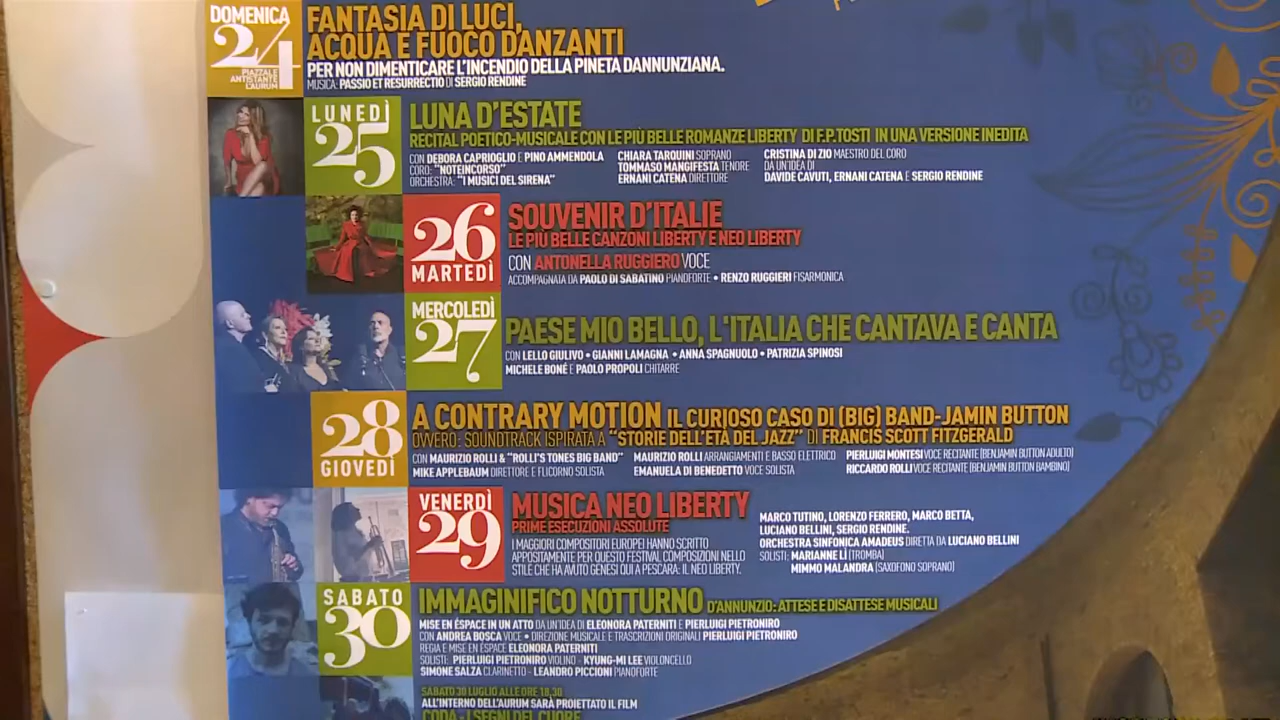 DOMENICA
24
PIAZZALE
ANTISTANTE
L'AURUM
FANTASIA DI LUCI,
ACQUA E FUOCO DANZANTI
PER NON DIMENTICARE L'INCENDIO DELLA PINETA DANNUNZIANA.
MUSICA: PASSIO ET RESURRECTIO DI SERGIO RENDINE
LUNEDÌ
25
LUNA D'ESTATE
RECITAL POETICO-MUSICALE CON LE PIÙ BELLE ROMANZE LIBERTY DI F.P.TOSTI IN UNA VERSIONE INEDITA
CON DEBORA CAPRIOGLIO E PINO AMMENDOLA
CORO: "NOTEINCORSO"
ORCHESTRA: "I MUSICI DEL SIRENA"
CHIARA TARQUINI SOPRANO
TOMMASO MANGIFESTA TENORE
ERNANI CATENA DIRETTORE
CRISTINA DI ZIO MAESTRO DEL CORO
DA UN'IDEA DI
DAVIDE CAVUTI, ERNANI CATENA E SERGIO RENDINE
26
MARTEDÌ
SOUVENIR D'ITALIE
LE PIÙ BELLE CANZONI LIBERTY E NEO LIBERTY
CON ANTONELLA RUGGIERO VOCE
ACCOMPAGNATA DA PAOLO DI SABATINO PIANOFORTE • RENZO RUGGIERI FISARMONICA
MERCOLEDÌ
27
PAESE MIO BELLO, L'ITALIA CHE CANTAVA E CANTA
CON LELLO GIULIVO • GIANNI LAMAGNA • ANNA SPAGNUOLO • PATRIZIA SPINOSI
MICHELE BONÉ E PAOLO PROPOLI CHITARRE
28
GIOVEDÌ
A CONTRARY MOTION IL CURIOSO CASO DI (BIG) BAND-JAMIN BUTTON
OVVERO: SOUNDTRACK ISPIRATA A "STORIE DELL'ETÀ DEL JAZZ" DI FRANCIS SCOTT FITZGERALD
CON MAURIZIO ROLLI & "ROLLI'S TONES BIG BAND"
MIKE APPLEBAUM DIRETTORE E FLICORNO SOLISTA
MAURIZIO ROLLI ARRANGIAMENTI E BASSO ELETTRICO
EMANUELA DI BENEDETTO VOCE SOLISTA
PIERLUIGI MONTESI VOCE RECITANTE (BENJAMIN BUTTON ADULTO)
RICCARDO ROLLI VOCE RECITANTE (BENJAMIN BUTTON BAMBINO)
VENERDÌ
29
MUSICA NEO LIBERTY
PRIME ESECUZIONI ASSOLUTE
I MAGGIORI COMPOSITORI EUROPEI HANNO SCRITTO
APPOSITAMENTE PER QUESTO FESTIVAL COMPOSIZIONI NELLO
STILE CHE HA AVUTO GENESI QUI A PESCARA: IL NEO LIBERTY.
MARCO TUTINO, LORENZO FERRERO, MARCO BETTA,
LUCIANO BELLINI, SERGIO RENDINE.
ORCHESTRA SINFONICA AMADEUS DIRETTA DA LUCIANO BELLINI
SOLISTI: MARIANNE LÌ (TROMBA)
MIMMO MALANDRA (SAXOFONO SOPRANO)
SABATO
30
IMMAGINIFICO NOTTURNO D'ANNUNZIO: ATTESE E DISATTESE MUSICALI
MISE EN ÉSPACE IN UN ATTO DA UN'IDEA DI ELEONORA PATERNITI E PIERLUIGI PIETRONIRO
CON ANDREA BOSCA VOCE • DIREZIONE MUSICALE E TRASCRIZIONI ORIGINALI PIERLUIGI PIETRONIRO
REGIA E MISE EN ÉSPACE ELEONORA PATERNITI
SOLISTI: PIERLUIGI PIETRONIRO VIOLINO - KYUNG-MI LEE VIOLONCELLO
SIMONE SALZA CLARINETTO - LEANDRO PICCIONI PIANOFORTE
SABATO 30 LUGLIO ALLE ORE 18,30
ALL'INTERNO DELL'AURUM SARÀ PROIETTATO IL FILM
CODA - I SEGNI DEL CUORE